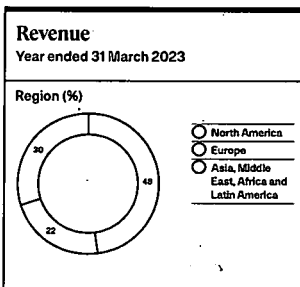 Revenue
Year ended 31 March 2023
Region (%)
30
48
22
North America
Europe
Asia, Middle
East, Africa and
Latin America